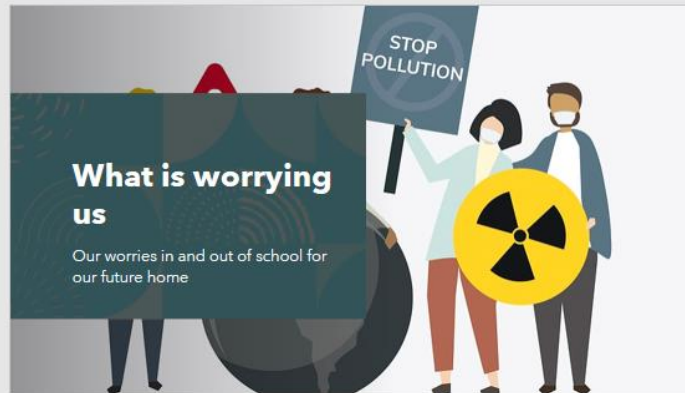 STOP
POLLUTION
What is worrying
us
Our worries in and out of school for
our future home